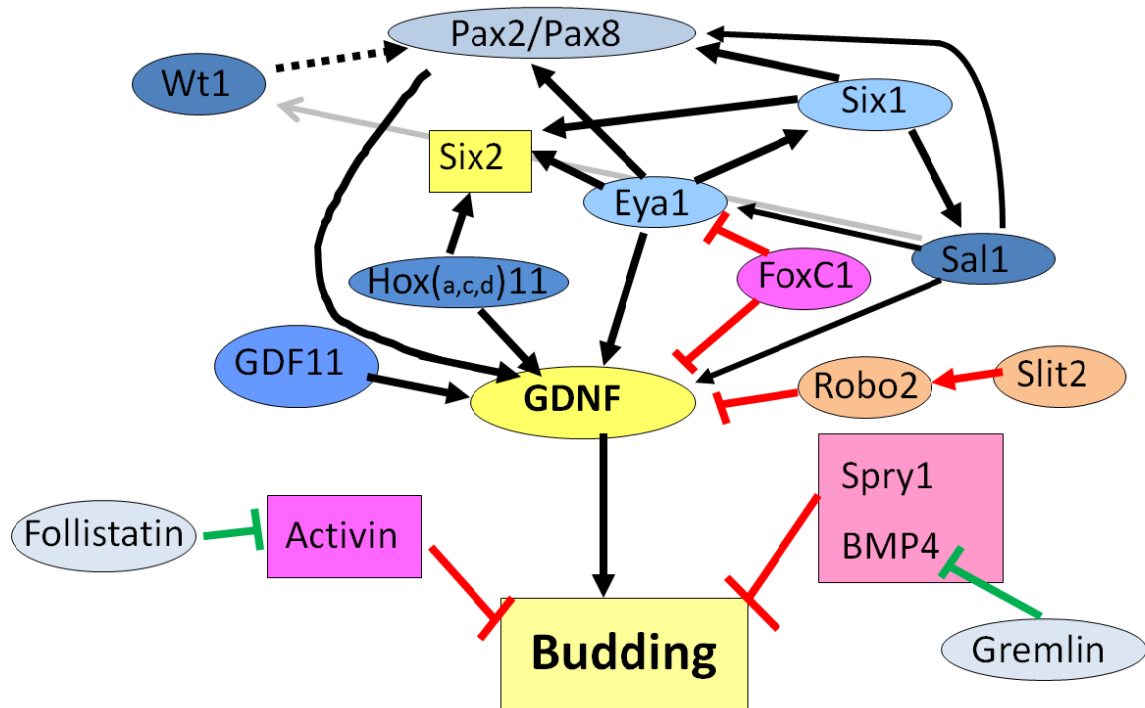 Pax2/Pax8
Wt1
Six1
Six2
Eya1
Sal1
Hox(a,c,d)11
FoxC1
GDF11
GDNF
Robo2
Slit2
Spry1
BMP4
Follistatin
Activin
Budding
Gremlin